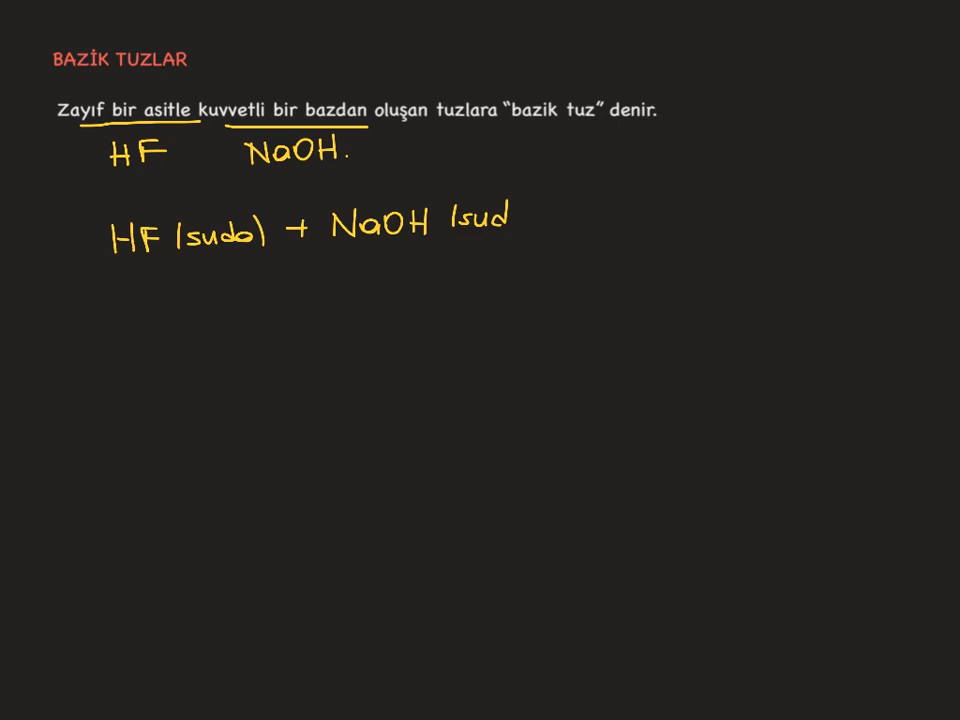 BAZİK TUZLAR
Zayıf bir asitle kuvvetli bir bazdan oluşan tuzlara “bazik tuz” denir.
HF NaOH.
HF (suda) + NaOH (sud